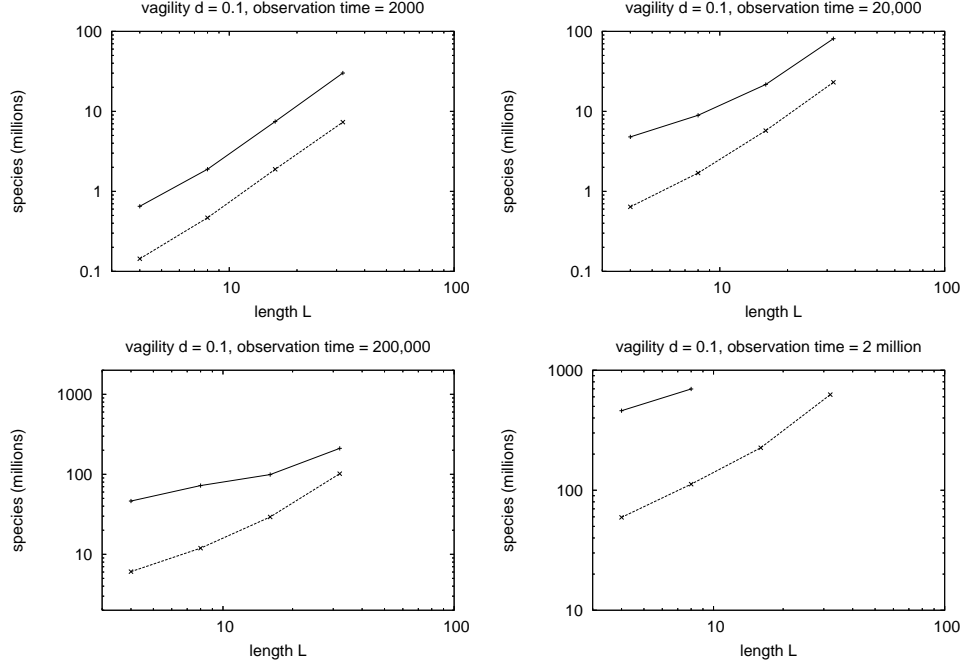 vagility d = 0.1, observation time = 2000
species (millions)
100
10
1
0.1
10
100
length L
vagility d = 0.1, observation time = 20,000
species (millions)
100
10
1
0.1
10
100
length L
vagility d = 0.1, observation time = 200,000
species (millions)
1000
100
10
10
100
length L
vagility d = 0.1, observation time = 2 million
species (millions)
1000
100
10
10
100
length L